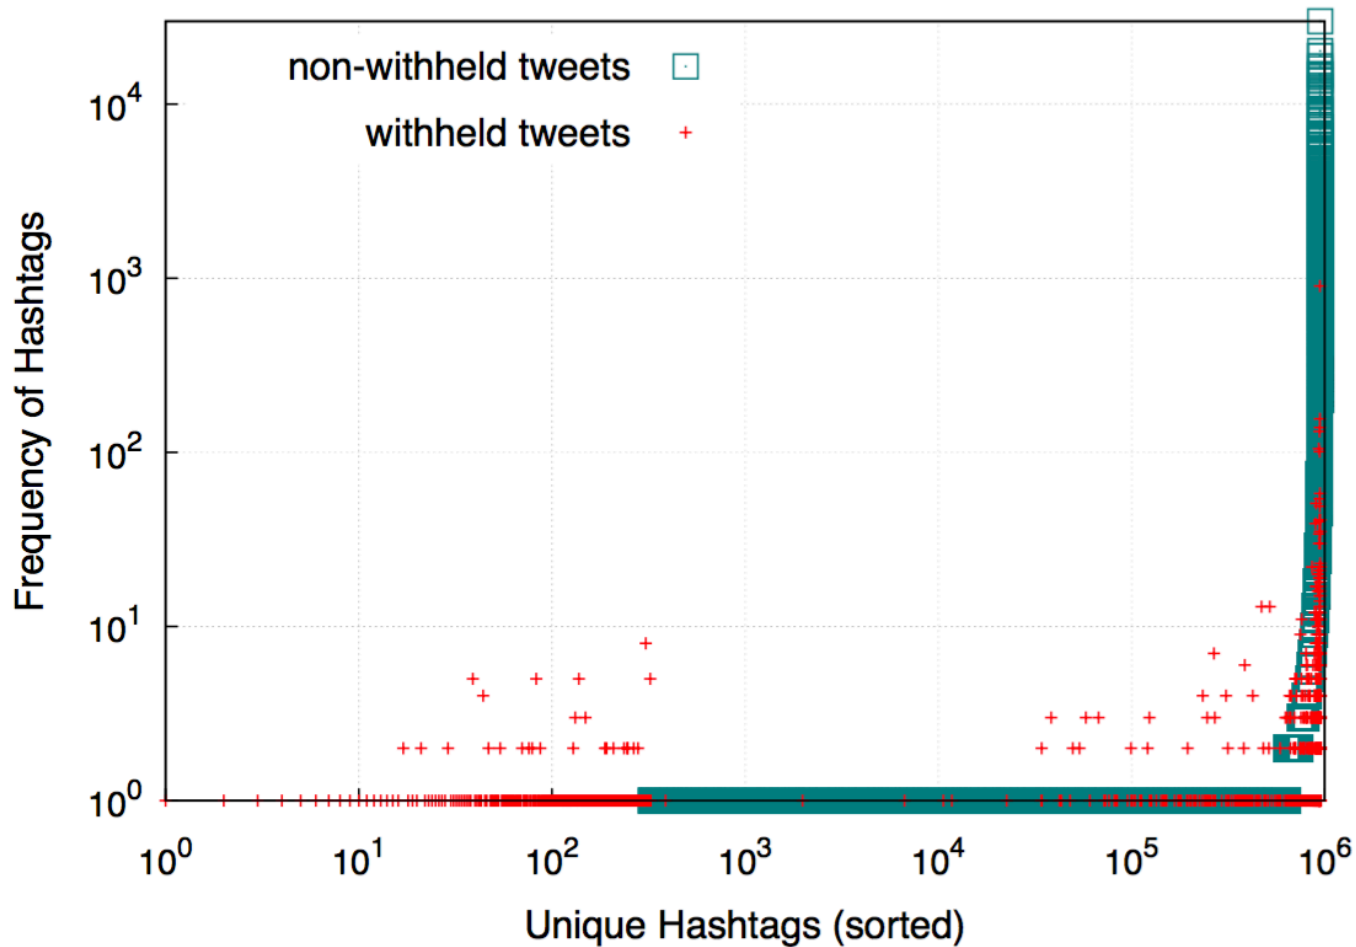 non-withheld tweets
withheld tweets
Frequency of Hashtags
10^4
10^3
10^2
10^1
10^0
10^0 10^1 10^2 10^3 10^4 10^5 10^6
Unique Hashtags (sorted)